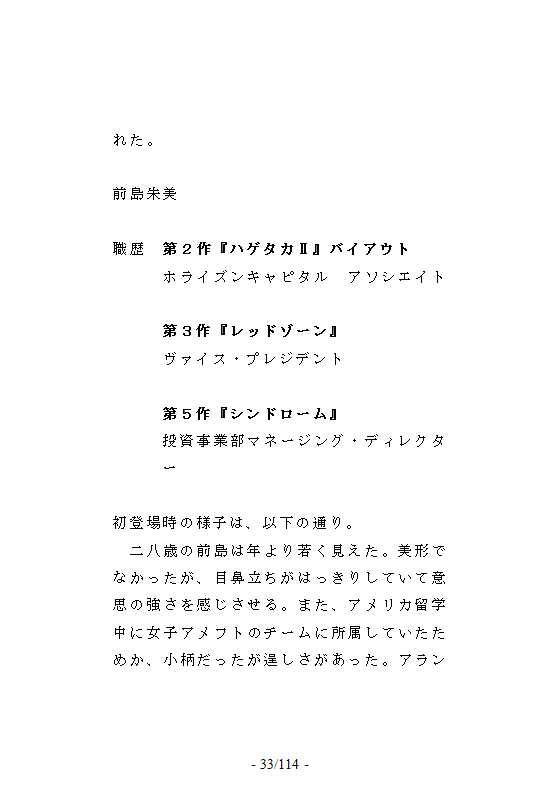 れた。
前島朱美
職歴　第２作『ハゲタカⅡ』バイアウト
ホライズンキャピタル　アソシエイト
第３作『レッドゾーン』
ヴァイス・プレジデント
第５作『シンドローム』
投資事業部マネージング・ディレクタ
ー
初登場時の様子は、以下の通り。
　二八歳の前島は年より若く見えた。美形で
なかったが、目鼻立ちがはっきりしていて意
思の強さを感じさせる。また、アメリカ留学
中に女子アメフトのチームに所属していたた
めか、小柄だったが逞しさがあった。アラン
- 33/114 -